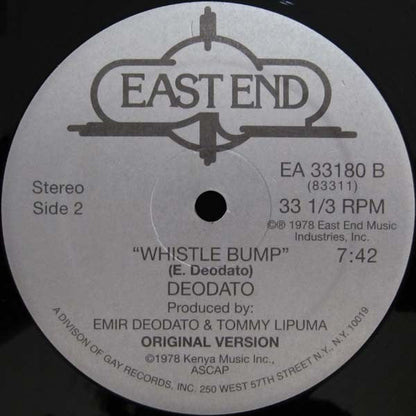 EAST END
EA 33180 B
(83311)
Stereo
Side 2
33 1/3 RPM
©℗ 1978 East End Music
Industries, Inc.
"WHISTLE BUMP"
7:42
(E. Deodato)
DEODATO
Produced by:
EMIR DEODATO & TOMMY LIPUMA
ORIGINAL VERSION
©1978 Kenya Music Inc.,
ASCAP
A DIVISION OF GAY RECORDS, INC. 250 WEST 57TH STREET N.Y., N.Y. 10019